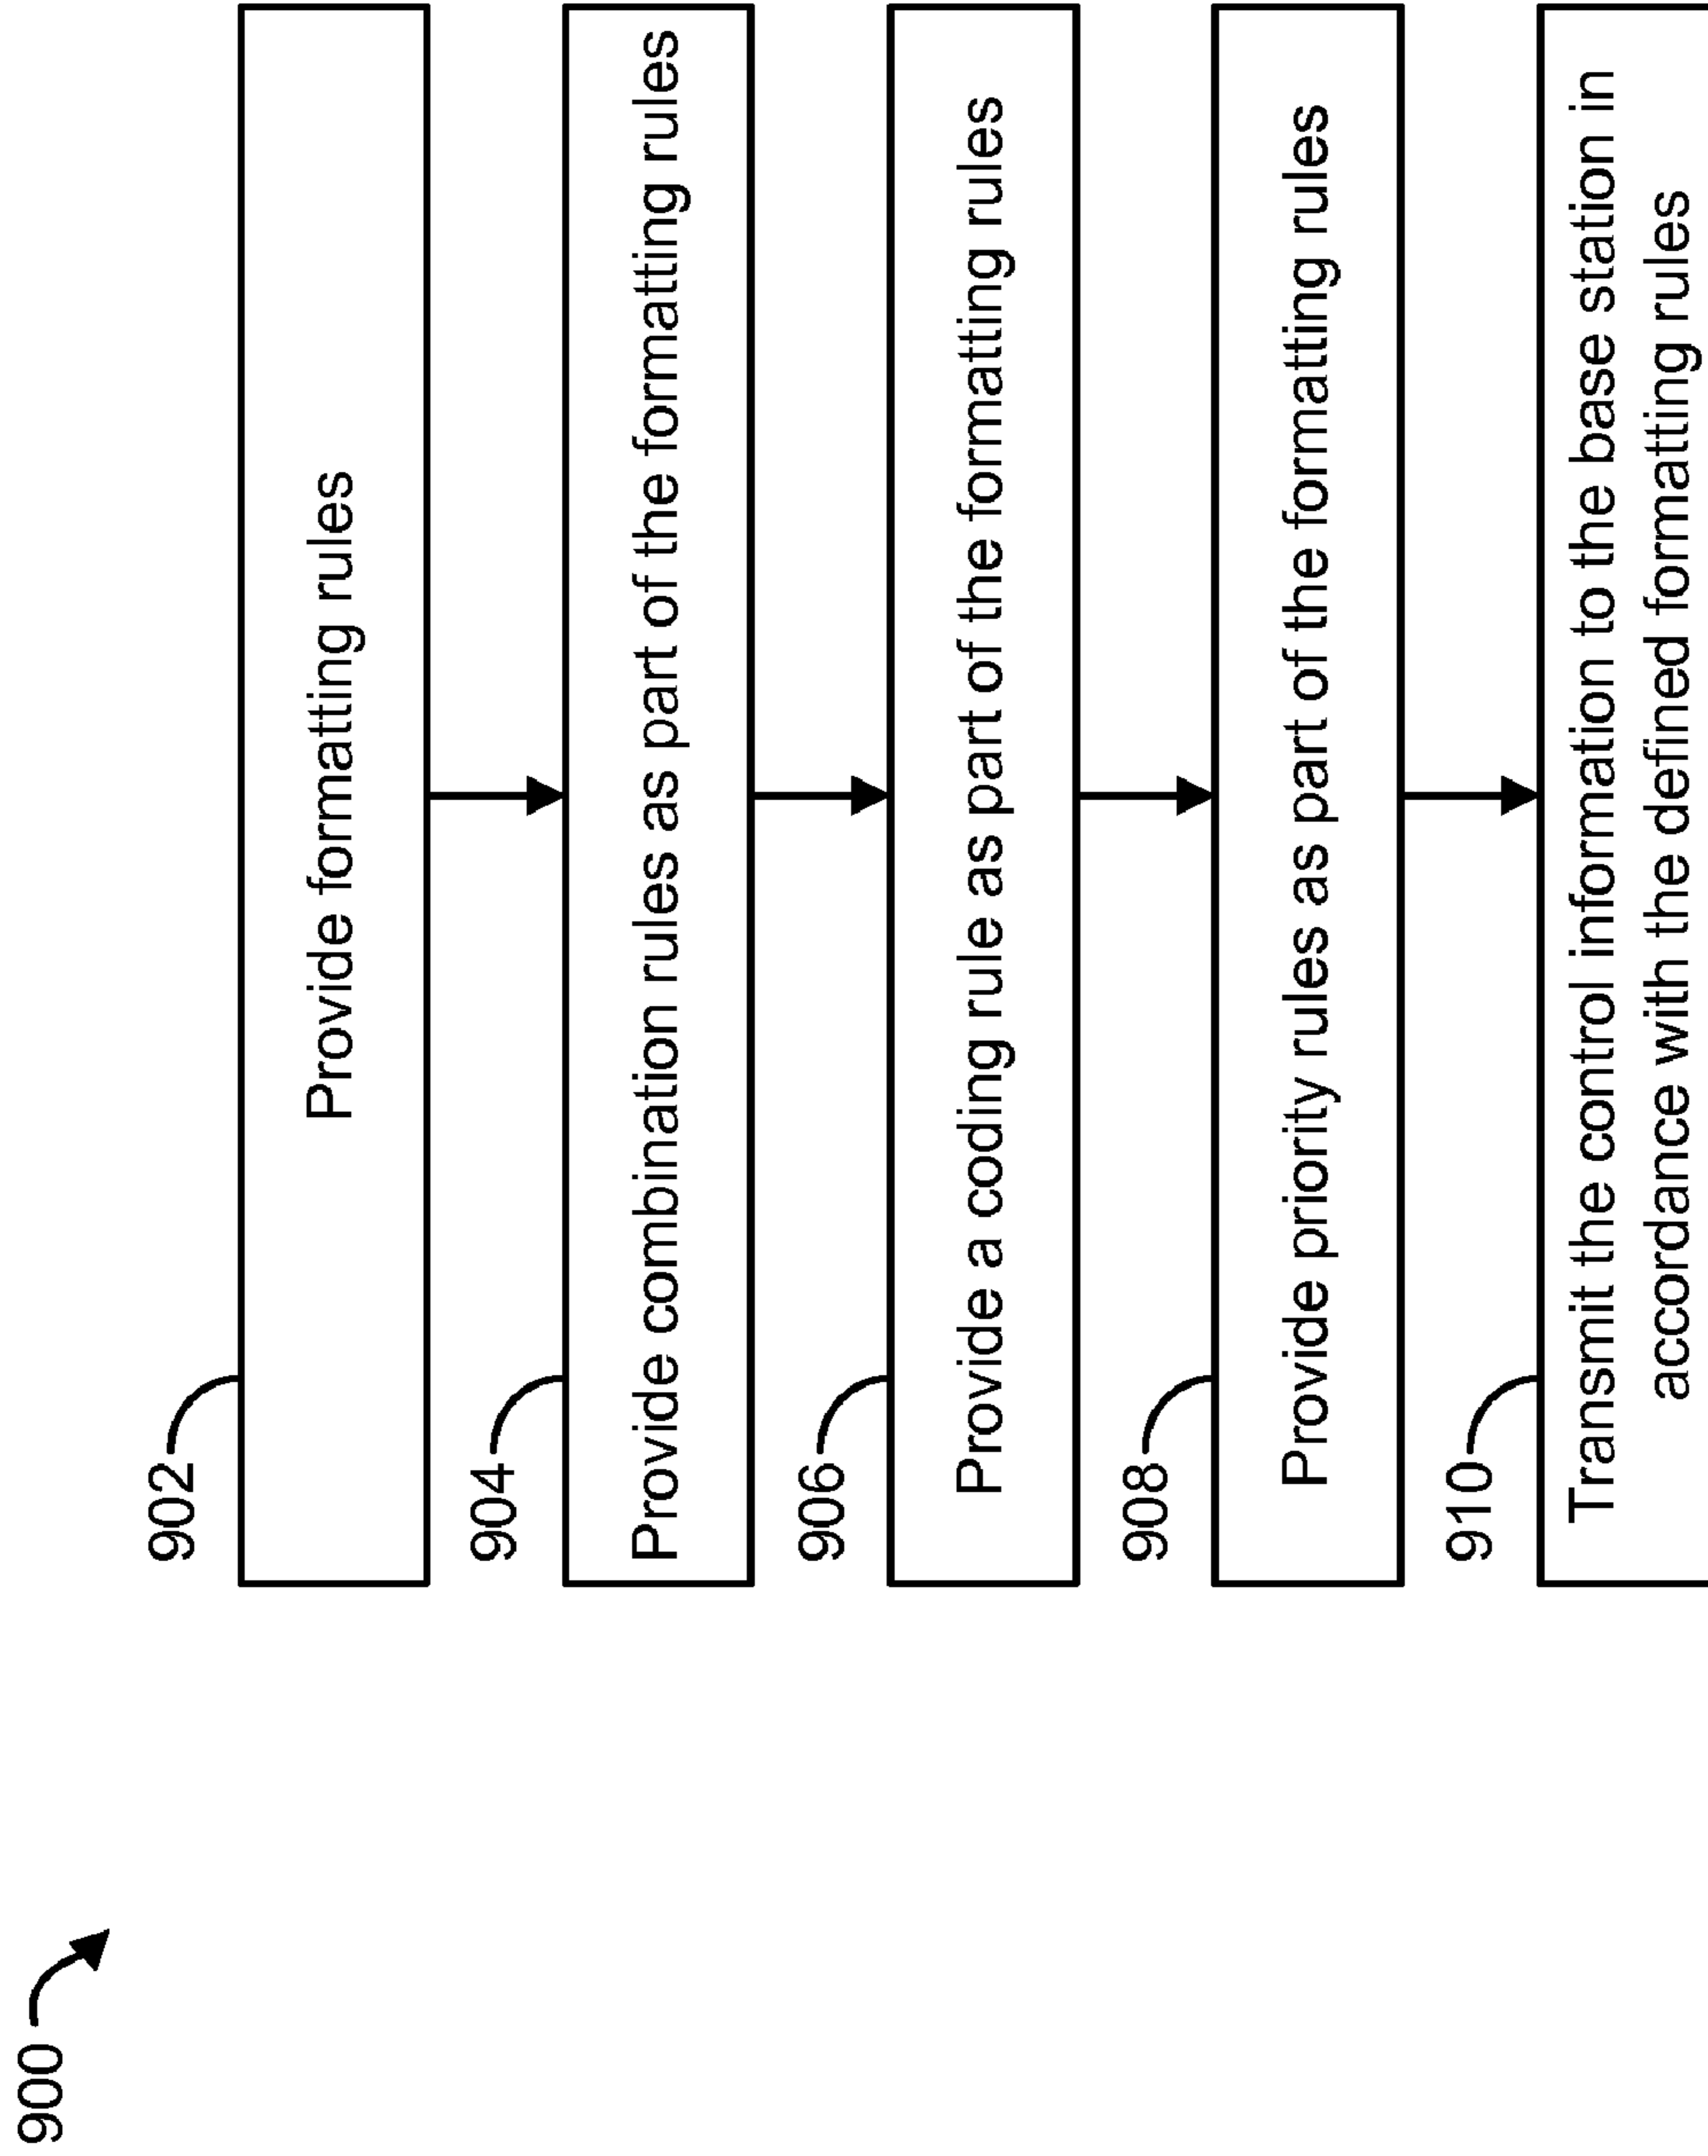 900
902
Provide formatting rules
904
Provide combination rules as part of the formatting rules
906
Provide a coding rule as part of the formatting rules
908
Provide priority rules as part of the formatting rules
910
Transmit the control information to the base station in
accordance with the defined formatting rules